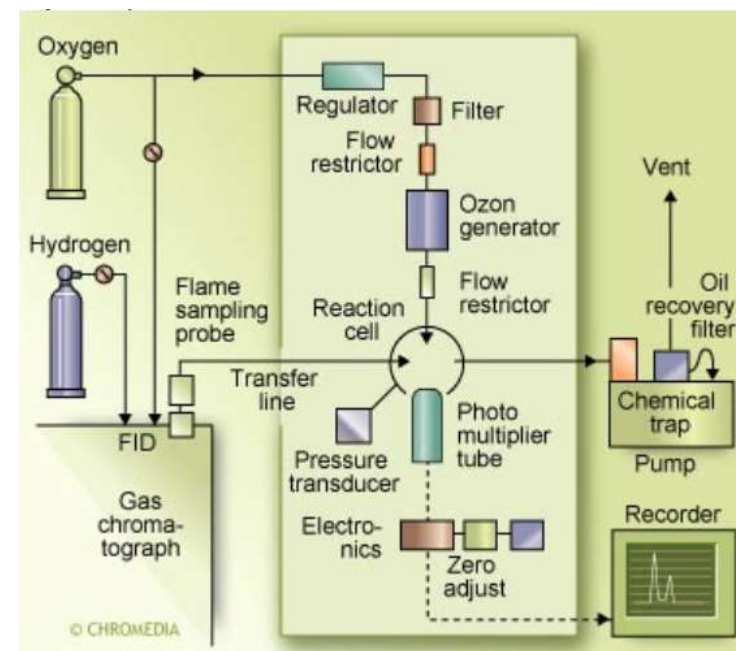 Oxygen
Regulator
Filter
Flow
restrictor
Vent
Ozon
generator
Hydrogen
Flame
sampling
probe
Reaction
cell
Flow
restrictor
Oil
recovery
filter
Transfer
line
Chemical
trap
FID
Photo
multiplier
tube
Pressure
transducer
Pump
Gas
chroma-
tograph
Electro-
nics
Zero
adjust
Recorder
© CHROMEDIA